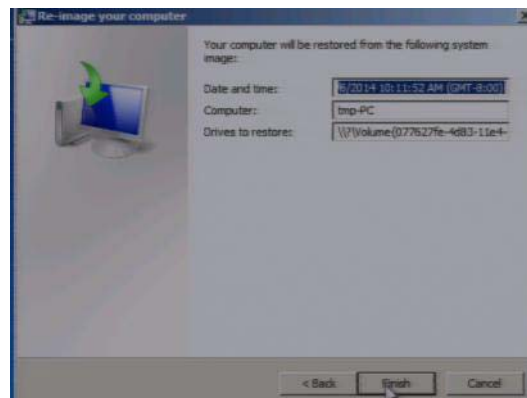 Re-image your computer
Your computer will be restored from the following system
image:
Date and time: 6/2014 10:11:52 AM (GMT-8:00)
Computer: tmp-PC
Drives to restore: \\?\Volume{077627fe-4d83-11e4-
< Back Finish Cancel